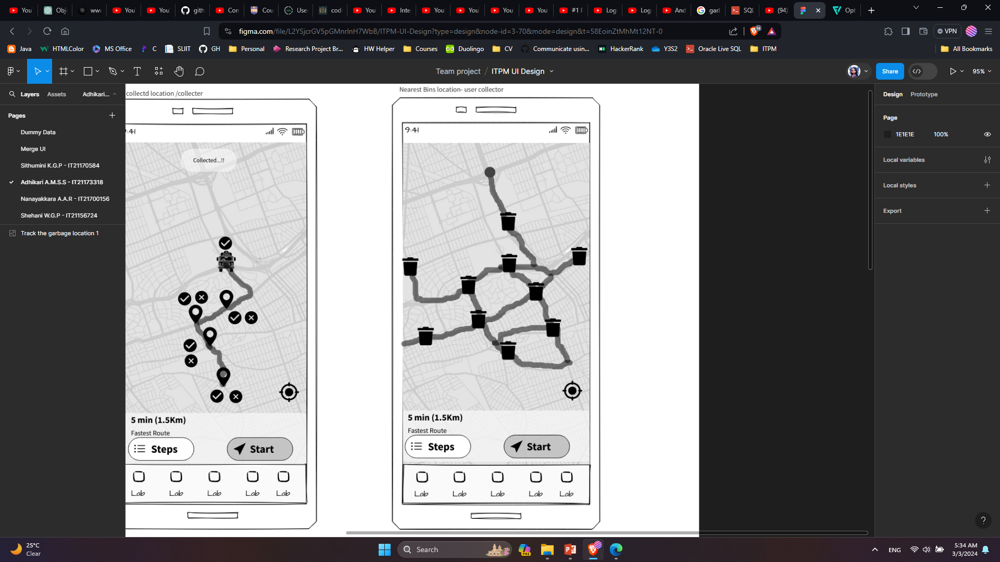 You
Obj
www
You
You
gith
Con
Cou
Use
cod
You
Inte
You
You
You
You
#1 F
Logi
Log
And
garl
SQL
(94)
Opt
figma.com/file/L2YSjcrGV5pGMnrInH7WbB/ITPM-UI-Design?type=design&node-id=3-70&mode=design&t=58EoinZtMhMt12NT-0
14
VPN
Java
HTMLColor
MS Office
C
SLIIT
GH
Personal
Research Project Br...
HW Helper
Courses
Duolingo
CV
Communicate usin...
HackerRank
Y3S2
Oracle Live SQL
ITPM
All Bookmarks
Team project / ITPM UI Design
Share
95%
Layers
Assets
Adhikari...
Pages
Dummy Data
Merge UI
Sithumini K.G.P - IT21170584
Adhikari A.M.S.S - IT21173318
Nanayakkara A.A.R - IT21700156
Shehani W.G.P - IT21156724
Track the garbage location 1
collectd location /collecter
:41
Collected...!!
5 min (1.5Km)
Fastest Route
Steps
Start
Lab
Lab
Lab
Lab
Lab
Nearest Bins location- user collector
9:41
5 min (1.5Km)
Fastest Route
Steps
Start
Lab
Lab
Lab
Lab
Lab
Design
Prototype
Page
1E1E1E
100%
Local variables
Local styles
Export
?
25°C
Clear
Search
PRE
ENG
5:34 AM
3/3/2024